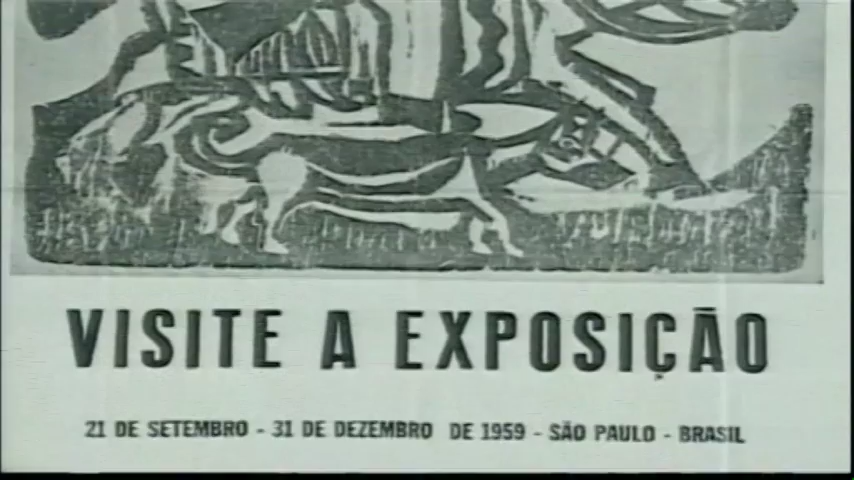 VISITE A EXPOSIÇÃO
21 DE SETEMBRO - 31 DE DEZEMBRO DE 1959 - SÃO PAULO - BRASIL